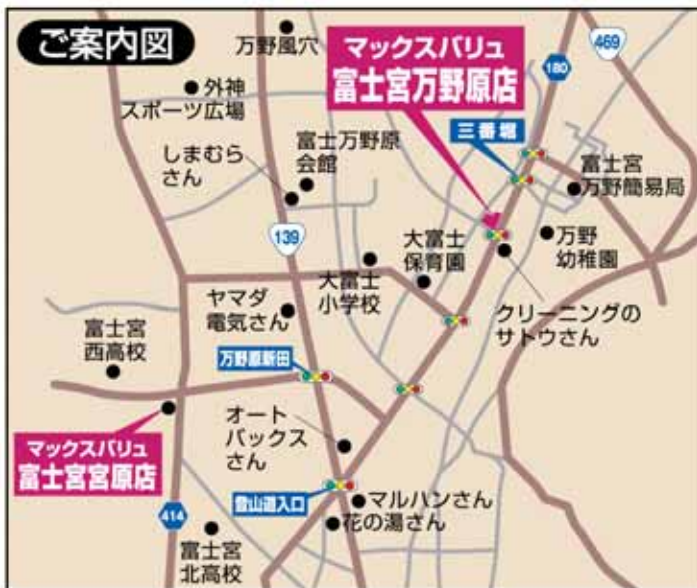 ご案内図
万野風穴
マックスバリュ
富士宮万野原店
469
180
外神
スポーツ広場
三番堀
富士万野原
会館
しまむら
さん
富士宮
万野簡易局
139
大富士
保育園
万野
幼稚園
大富士
小学校
ヤマダ
電気さん
クリーニングの
サトウさん
富士宮
西高校
万野原新田
オート
バックス
さん
マックスバリュ
富士宮宮原店
登山道入口
マルハンさん
花の湯さん
414
富士宮
北高校